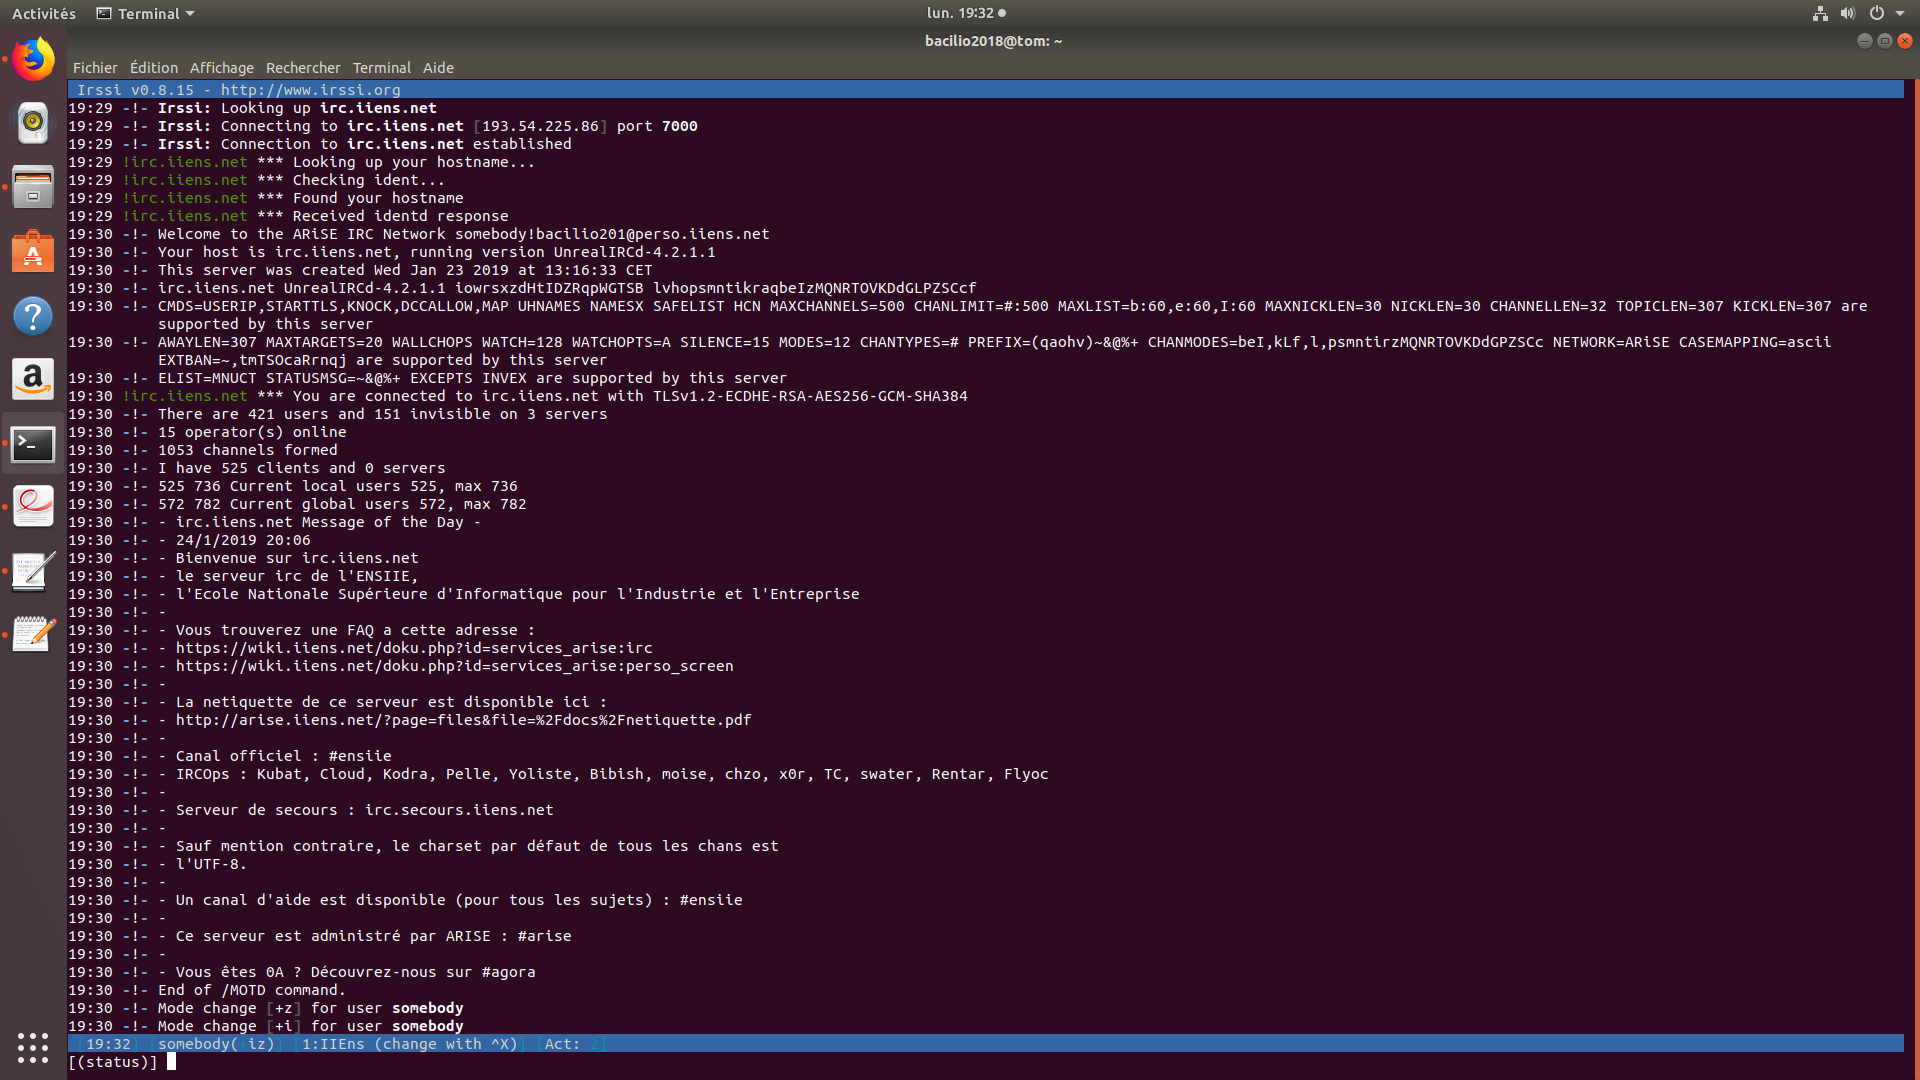 Activités Terminal lun. 19:32
bacilio2018@tom: ~
Fichier Édition Affichage Rechercher Terminal Aide
Irssi v0.8.15 - http://www.irssi.org
19:29 -!- Irssi: Looking up irc.iiens.net
19:29 -!- Irssi: Connecting to irc.iiens.net [193.54.225.86] port 7000
19:29 -!- Irssi: Connection to irc.iiens.net established
19:29 !irc.iiens.net *** Looking up your hostname...
19:29 !irc.iiens.net *** Checking ident...
19:29 !irc.iiens.net *** Found your hostname
19:29 !irc.iiens.net *** Received identd response
19:30 -!- Welcome to the ARiSE IRC Network somebody!bacilio201@perso.iiens.net
19:30 -!- Your host is irc.iiens.net, running version UnrealIRCd-4.2.1.1
19:30 -!- This server was created Wed Jan 23 2019 at 13:16:33 CET
19:30 -!- irc.iiens.net UnrealIRCd-4.2.1.1 iowrsxzdHtIDZRqpWGTSB lvhopsmntikraqbeIzMQNRTOVKDdGLPZSCcf
19:30 -!- CMDS=USERIP,STARTTLS,KNOCK,DCCALLOW,MAP UHNAMES NAMESX SAFELIST HCN MAXCHANNELS=500 CHANLIMIT=#:500 MAXLIST=b:60,e:60,I:60 MAXNICKLEN=30 NICKLEN=30 CHANNELLEN=32 TOPICLEN=307 KICKLEN=307 are
supported by this server
19:30 -!- AWAYLEN=307 MAXTARGETS=20 WALLCHOPS WATCH=128 WATCHOPTS=A SILENCE=15 MODES=12 CHANTYPES=# PREFIX=(qaohv)~&@%+ CHANMODES=beI,kLf,l,psmntirzMQNRTOVKDdGPZSCc NETWORK=ARiSE CASEMAPPING=ascii
EXTBAN=~,tmTSOcaRrnqj are supported by this server
19:30 -!- ELIST=MNUCT STATUSMSG=~&@%+ EXCEPTS INVEX are supported by this server
19:30 !irc.iiens.net *** You are connected to irc.iiens.net with TLSv1.2-ECDHE-RSA-AES256-GCM-SHA384
19:30 -!- There are 421 users and 151 invisible on 3 servers
19:30 -!- 15 operator(s) online
19:30 -!- 1053 channels formed
19:30 -!- I have 525 clients and 0 servers
19:30 -!- 525 736 Current local users 525, max 736
19:30 -!- 572 782 Current global users 572, max 782
19:30 -!- - irc.iiens.net Message of the Day -
19:30 -!- - 24/1/2019 20:06
19:30 -!- - Bienvenue sur irc.iiens.net
19:30 -!- - le serveur irc de l'ENSIIE,
19:30 -!- - l'Ecole Nationale Supérieure d'Informatique pour l'Industrie et l'Entreprise
19:30 -!- -
19:30 -!- - Vous trouverez une FAQ a cette adresse :
19:30 -!- - https://wiki.iiens.net/doku.php?id=services_arise:irc
19:30 -!- - https://wiki.iiens.net/doku.php?id=services_arise:perso_screen
19:30 -!- -
19:30 -!- - La netiquette de ce serveur est disponible ici :
19:30 -!- - http://arise.iiens.net/?page=files&file=%2Fdocs%2Fnetiquette.pdf
19:30 -!- -
19:30 -!- - Canal officiel : #ensiie
19:30 -!- - IRCOps : Kubat, Cloud, Kodra, Pelle, Yoliste, Bibish, moise, chzo, x0r, TC, swater, Rentar, Flyoc
19:30 -!- -
19:30 -!- - Serveur de secours : irc.secours.iiens.net
19:30 -!- -
19:30 -!- - Sauf mention contraire, le charset par défaut de tous les chans est
19:30 -!- - l'UTF-8.
19:30 -!- -
19:30 -!- - Un canal d'aide est disponible (pour tous les sujets) : #ensiie
19:30 -!- -
19:30 -!- - Ce serveur est administré par ARISE : #arise
19:30 -!- -
19:30 -!- - Vous êtes 0A ? Découvrez-nous sur #agora
19:30 -!- End of /MOTD command.
19:30 -!- Mode change [+z] for user somebody
19:30 -!- Mode change [+i] for user somebody
[19:32] [somebody(+iz)] [1:IIEns (change with ^X)] [Act: 2]
[(status)]